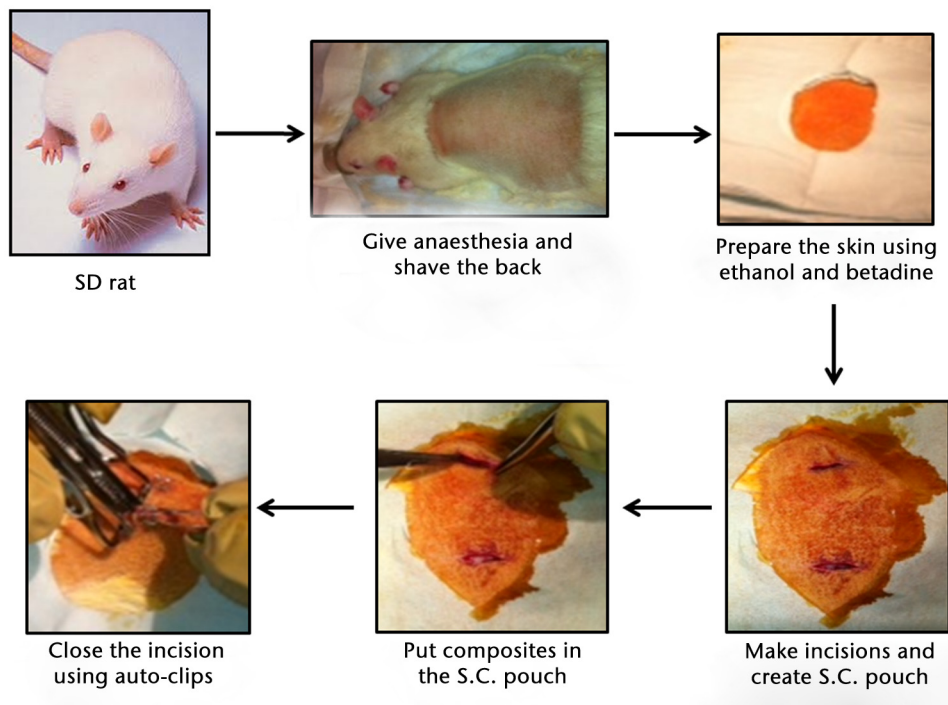 SD rat
Give anaesthesia and
shave the back
Prepare the skin using
ethanol and betadine
Make incisions and
create S.C. pouch
Put composites in
the S.C. pouch
Close the incision
using auto-clips